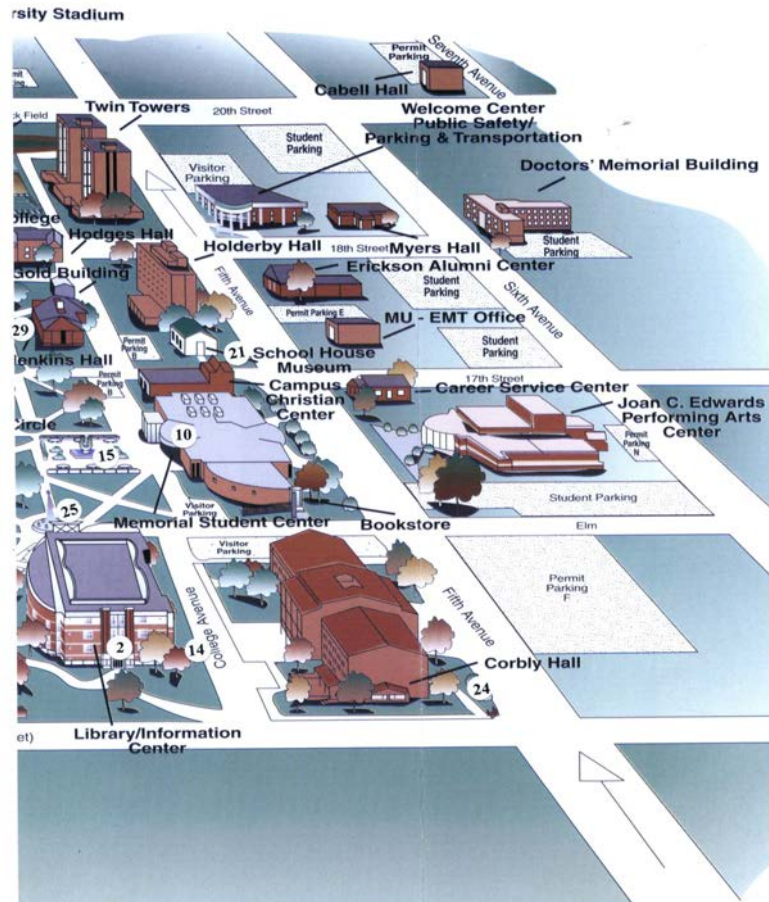 rsity Stadium
Permit
Parking
Seventh Avenue
Cabell Hall
Twin Towers
20th Street
Welcome Center
Public Safety/
Parking & Transportation
ck Field
Student
Parking
Visitor
Parking
Doctors' Memorial Building
ollege
Hodges Hall
Holderby Hall
18th Street
Myers Hall
Student
Parking
Gold Building
Fifth Avenue
Erickson Alumni Center
Student
Parking
Sixth Avenue
Permit Parking E
MU - EMT Office
29
Jenkins Hall
Permit
Parking
B
21
School House
Museum
Student
Parking
17th Street
Permit
Parking
B
Campus
Christian
Center
Career Service Center
Joan C. Edwards
Performing Arts
Center
Circle
10
15
Permit
Parking
N
Student Parking
25
Visitor
Parking
Memorial Student Center
Bookstore
Elm
Visitor
Parking
Permit
Parking
F
College Avenue
Fifth Avenue
2
14
Corbly Hall
24
et)
Library/Information
Center